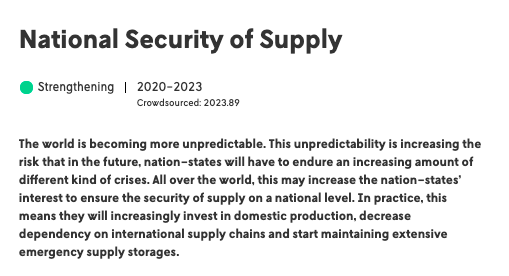 National Security of Supply
Strengthening | 2020–2023
Crowdsourced: 2023.89
The world is becoming more unpredictable. This unpredictability is increasing the
risk that in the future, nation-states will have to endure an increasing amount of
different kind of crises. All over the world, this may increase the nation-states'
interest to ensure the security of supply on a national level. In practice, this
means they will increasingly invest in domestic production, decrease
dependency on international supply chains and start maintaining extensive
emergency supply storages.